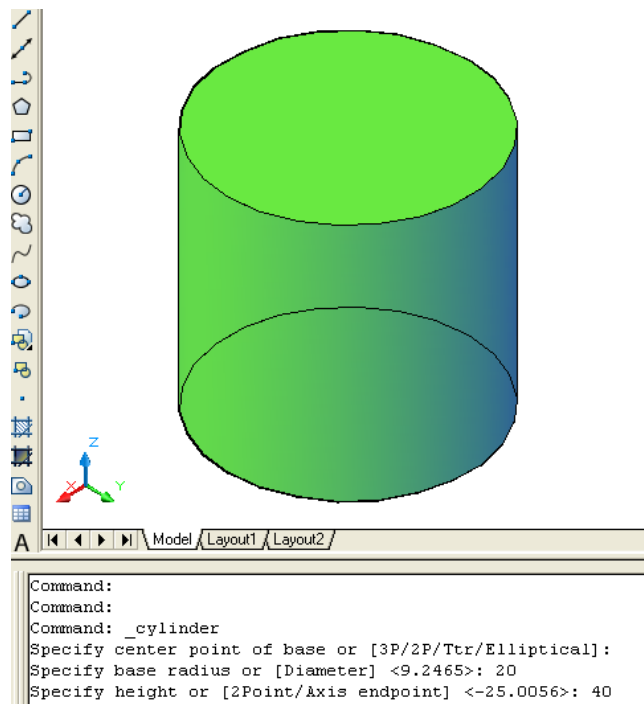 Z
X
Y
A
Model Layout1 Layout2
Command:
Command:
Command: _cylinder
Specify center point of base or [3P/2P/Ttr/Elliptical]:
Specify base radius or [Diameter] <9.2465>: 20
Specify height or [2Point/Axis endpoint] <-25.0056>: 40